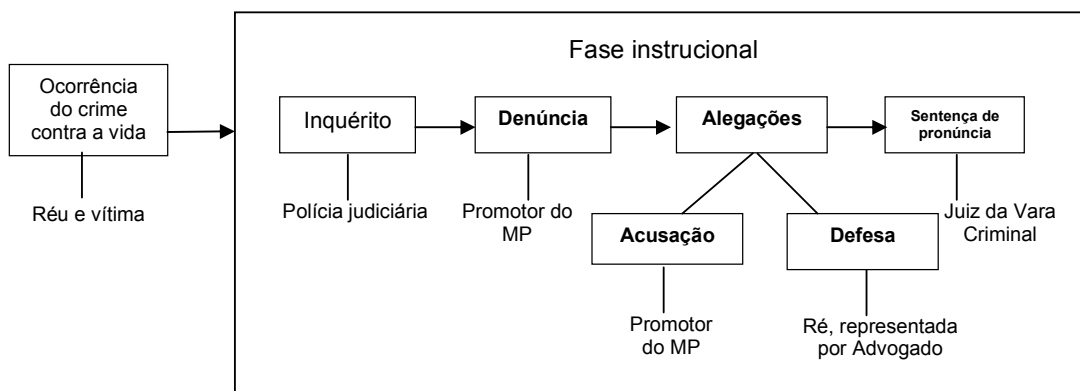 Fase instrucional
Ocorrência
do crime
contra a vida
Réu e vítima
Inquérito
Polícia judiciária
Denúncia
Promotor do
MP
Alegações
Sentença de
pronúncia
Juiz da Vara
Criminal
Acusação
Promotor
do MP
Defesa
Ré, representada
por Advogado